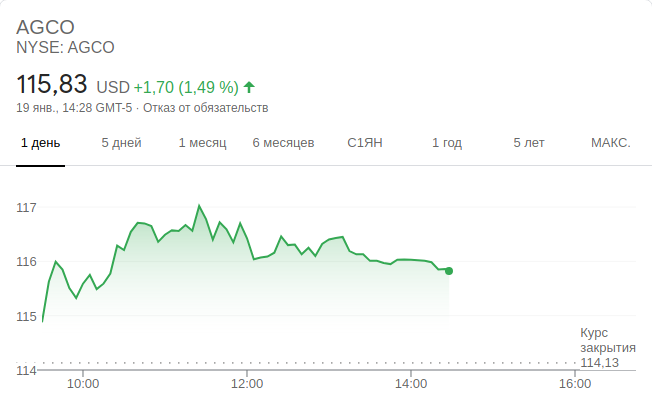 AGCO
NYSE: AGCO
115,83 USD +1,70 (1,49 %)
19 янв., 14:28 GMT-5 · Отказ от обязательств
1 день 5 дней 1 месяц 6 месяцев С1ЯН 1 год 5 лет МАКС.
117
116
115
114
Курс
закрытия
114,13
10:00 12:00 14:00 16:00